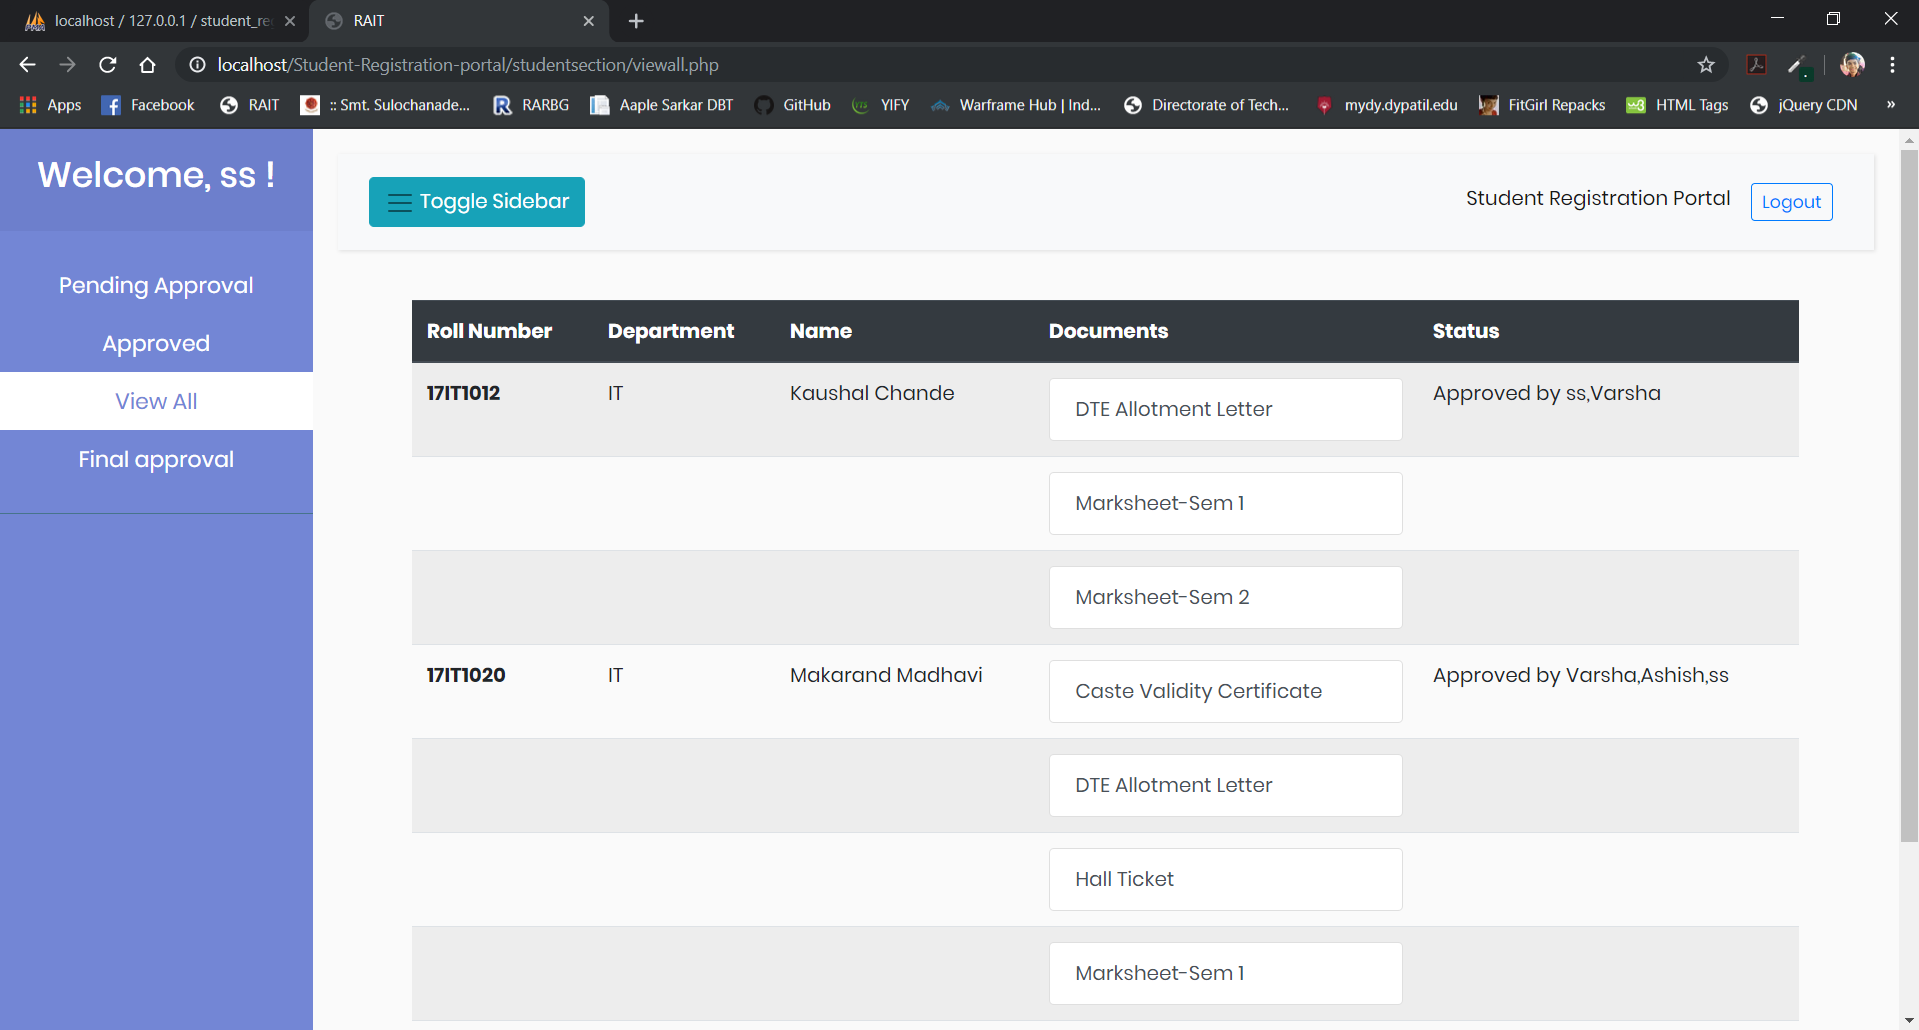 localhost / 127.0.0.1 / student_re
RAIT
localhost/Student-Registration-portal/studentsection/viewall.php
Apps
Facebook
RAIT
:: Smt. Sulochanade...
RARBG
Aaple Sarkar DBT
GitHub
YIFY
Warframe Hub | Ind...
Directorate of Tech...
mydy.dypatil.edu
FitGirl Repacks
HTML Tags
jQuery CDN
»
Welcome, ss !
Toggle Sidebar
Student Registration Portal
Logout
Pending Approval
Approved
View All
Final approval
Roll Number Department Name Documents Status
17IT1012 IT Kaushal Chande DTE Allotment Letter Approved by ss,Varsha
Marksheet-Sem 1
Marksheet-Sem 2
17IT1020 IT Makarand Madhavi Caste Validity Certificate Approved by Varsha,Ashish,ss
DTE Allotment Letter
Hall Ticket
Marksheet-Sem 1